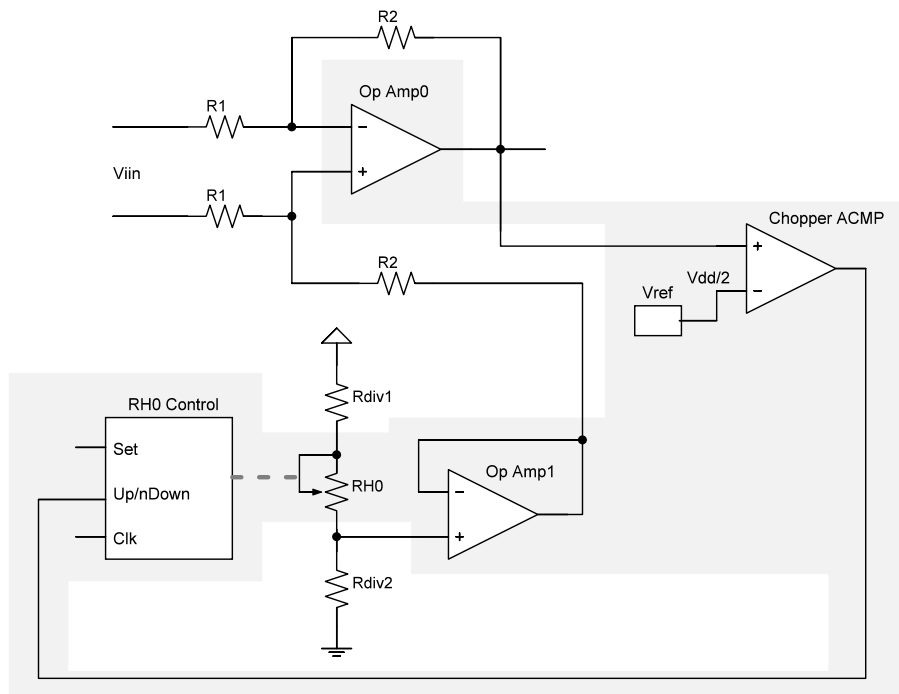 R2
Op Amp0
R1
−
Viin
+
R1
Chopper ACMP
+
R2
Vdd/2
−
Vref
Rdiv1
RH0 Control
Set
Op Amp1
RH0
−
Up/nDown
Clk
+
Rdiv2